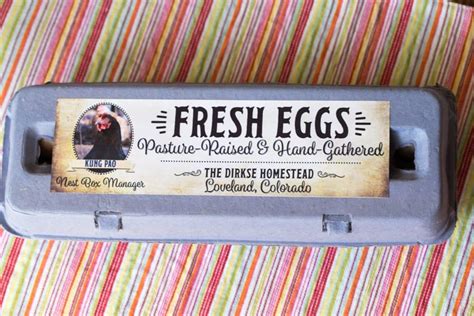 KUNG PAO
Nest Box Manager
FRESH EGGS
Pasture-Raised & Hand-Gathered
THE DIRKSE HOMESTEAD
Loveland, Colorado